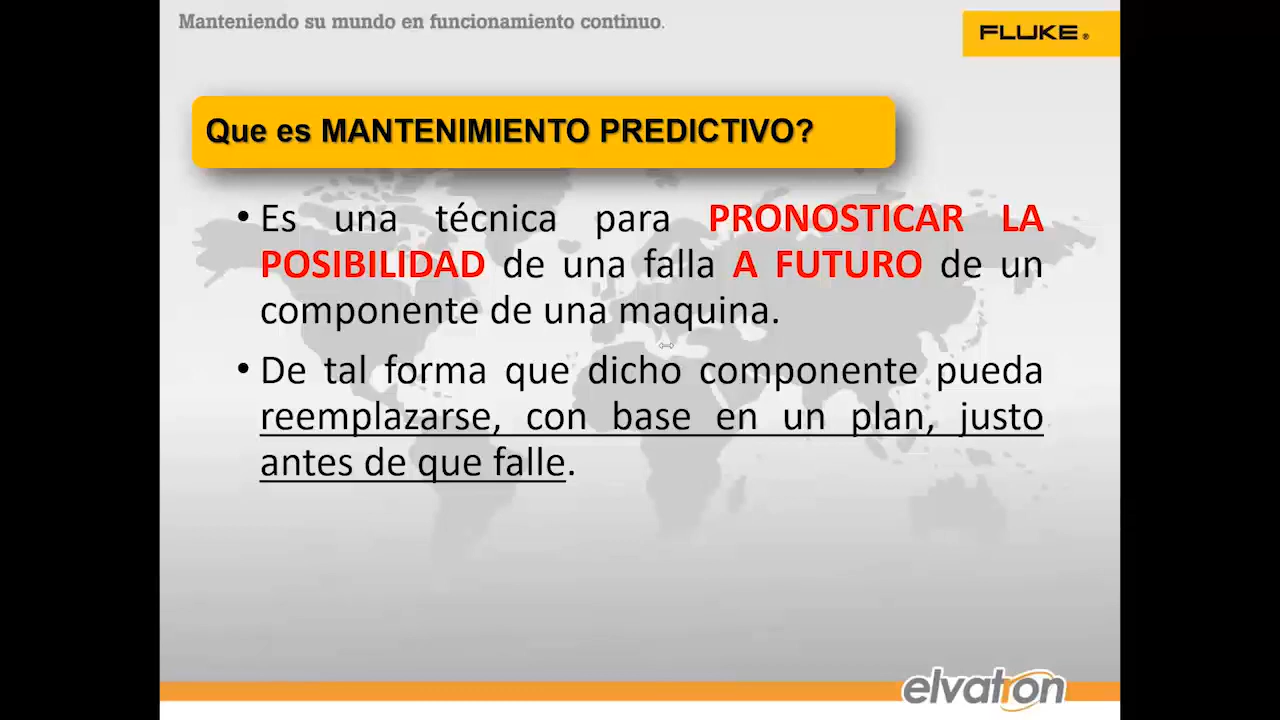 Manteniendo su mundo en funcionamiento continuo.
FLUKE®
Que es MANTENIMIENTO PREDICTIVO?
• Es una técnica para PRONOSTICAR LA
POSIBILIDAD de una falla A FUTURO de un
componente de una maquina.
• De tal forma que dicho componente pueda
reemplazarse, con base en un plan, justo
antes de que falle.
elvatron